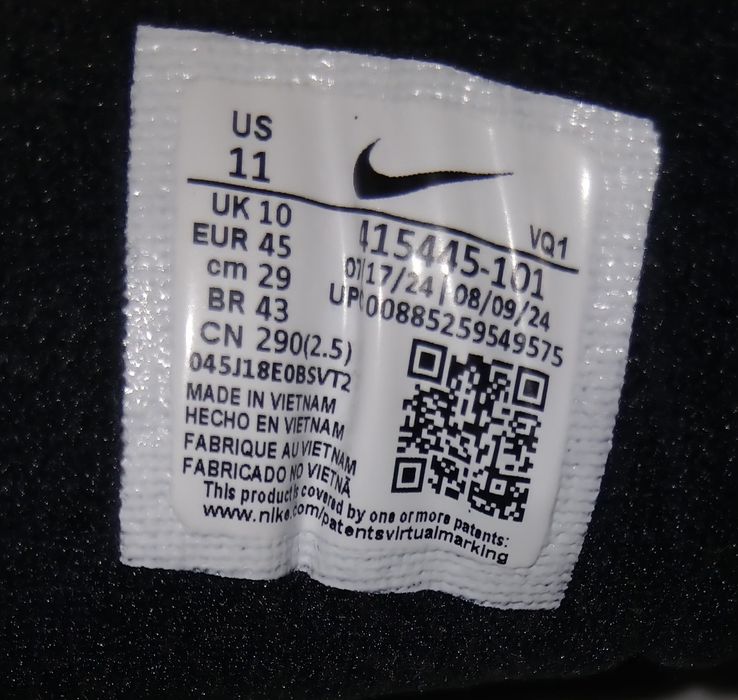 US
11
UK 10
EUR 45
cm 29
BR 43
CN 290(2.5)
VQ1
415445-101
07/17/24 | 08/09/24
UPC 00885259549575
045J18E0BSVT2
MADE IN VIETNAM
HECHO EN VIETNAM
FABRIQUE AU VIETNAM
FABRICADO NO VIETNÃ
This product is covered by one or more patents:
www.nike.com/patentsvirtualmarking